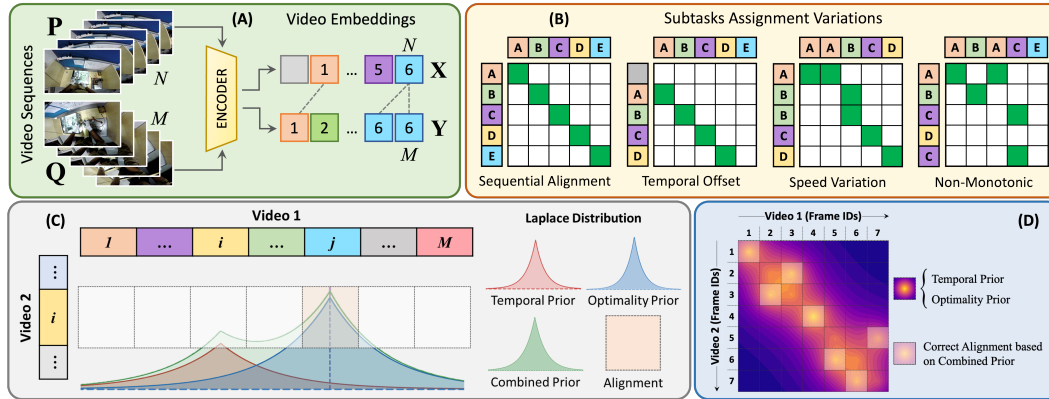 (A)
Video Embeddings
Video Sequences
P
N
M
Q
ENCODER
N
1 ... 5 6 X
1 2 ... 6 6 Y
M
(B)
Subtasks Assignment Variations
A B C D E
A
B
C
D
E
Sequential Alignment
A B C D E
A
B
C
D
Temporal Offset
A A B C D
A
B
B
C
D
Speed Variation
A B A C E
A
B
C
D
C
Non-Monotonic
(C)
Video 1
1 ... i ... j ... M
Video 2
...
i
...
Laplace Distribution
Temporal Prior
Optimality Prior
Combined Prior
Alignment
(D)
Video 1 (Frame IDs)
1 2 3 4 5 6 7
Video 2 (Frame IDs)
1
2
3
4
5
6
7
Temporal Prior
Optimality Prior
Correct Alignment based
on Combined Prior